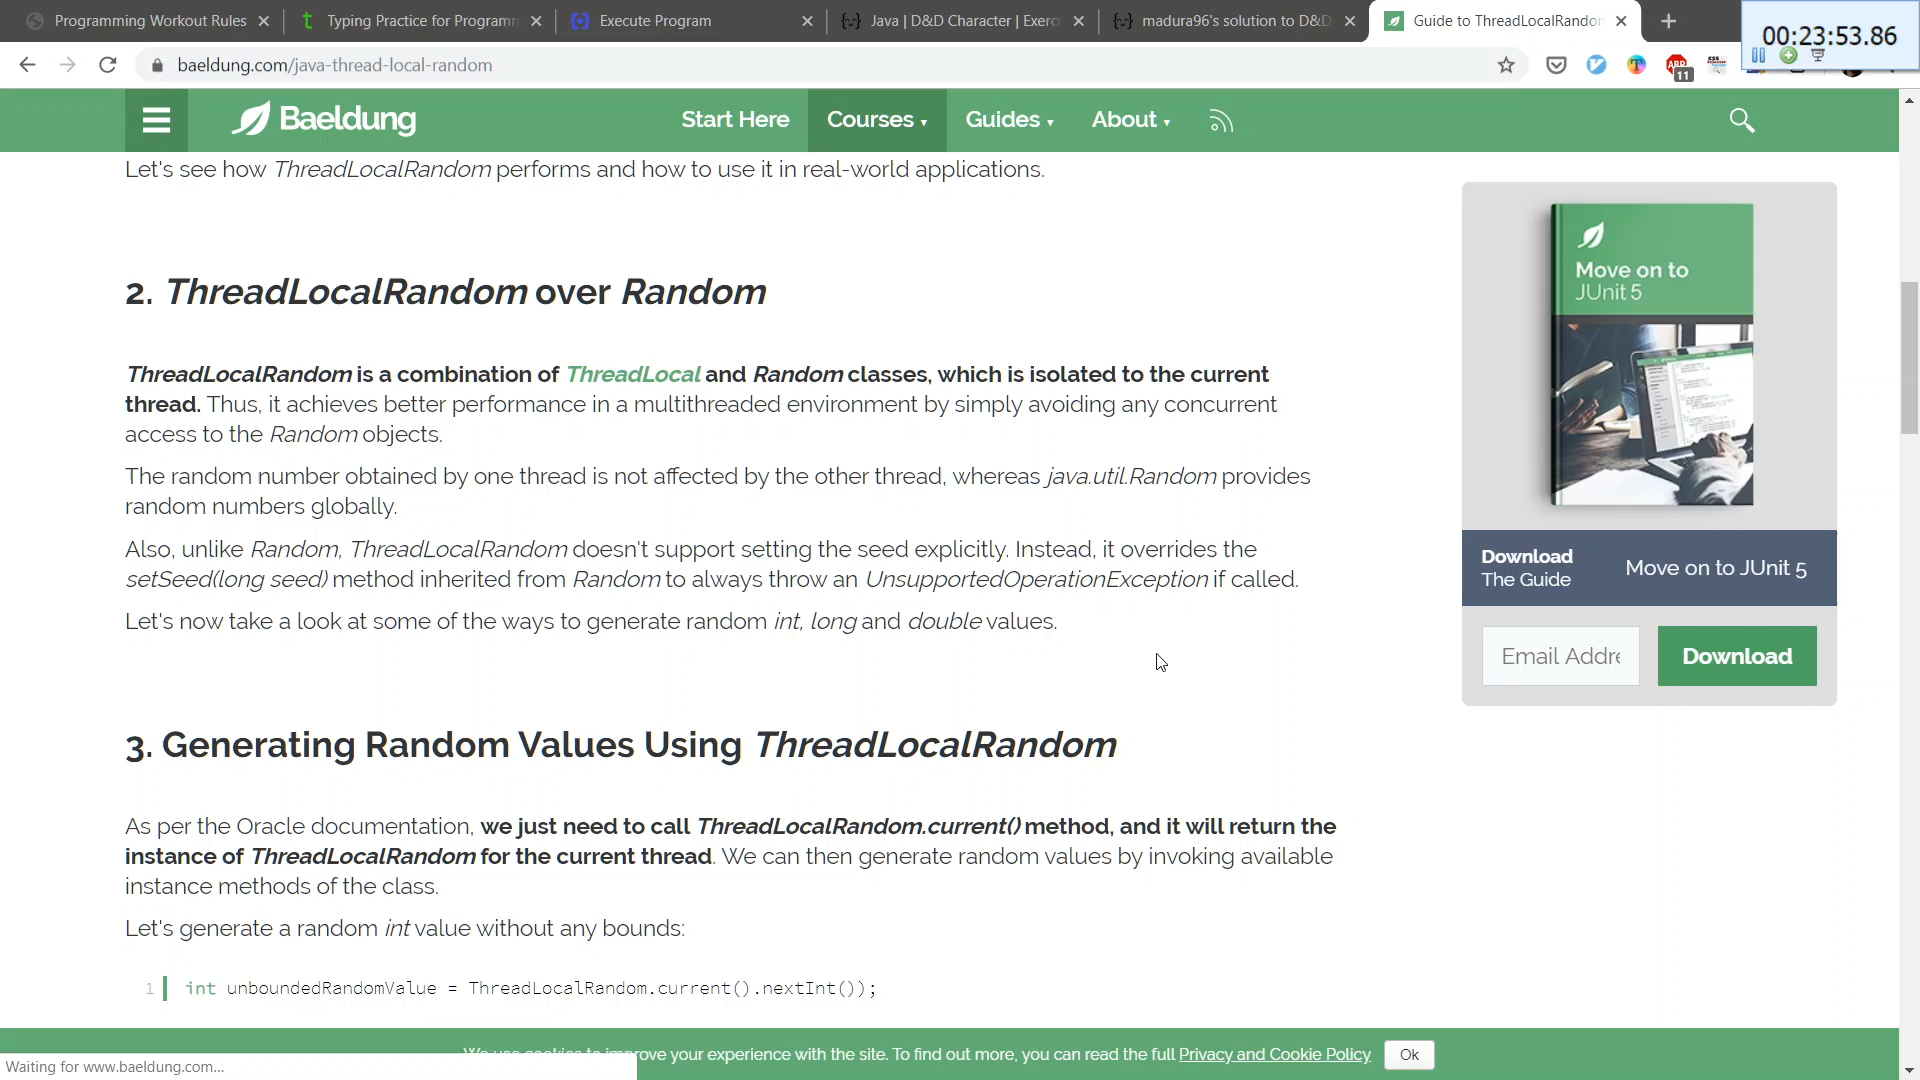 Programming Workout Rules
Typing Practice for Programm
Execute Program
Java | D&D Character | Exerci
madura96's solution to D&D
Guide to ThreadLocalRandom
00:23:53.86
baeldung.com/java-thread-local-random
ABP
11
CSS
Baeldung
Start Here
Courses
Guides
About
Let's see how ThreadLocalRandom performs and how to use it in real-world applications.
2. ThreadLocalRandom over Random
ThreadLocalRandom is a combination of ThreadLocal and Random classes, which is isolated to the current
thread. Thus, it achieves better performance in a multithreaded environment by simply avoiding any concurrent
access to the Random objects.
The random number obtained by one thread is not affected by the other thread, whereas java.util.Random provides
random numbers globally.
Also, unlike Random, ThreadLocalRandom doesn't support setting the seed explicitly. Instead, it overrides the
setSeed(long seed) method inherited from Random to always throw an UnsupportedOperationException if called.
Let's now take a look at some of the ways to generate random int, long and double values.
3. Generating Random Values Using ThreadLocalRandom
As per the Oracle documentation, we just need to call ThreadLocalRandom.current() method, and it will return the
instance of ThreadLocalRandom for the current thread. We can then generate random values by invoking available
instance methods of the class.
Let's generate a random int value without any bounds:
1 int unboundedRandomValue = ThreadLocalRandom.current().nextInt());
Move on to
JUnit 5
Download
The Guide
Move on to JUnit 5
Email Addre
Download
We use cookies to improve your experience with the site. To find out more, you can read the full Privacy and Cookie Policy
Ok
Waiting for www.baeldung.com...